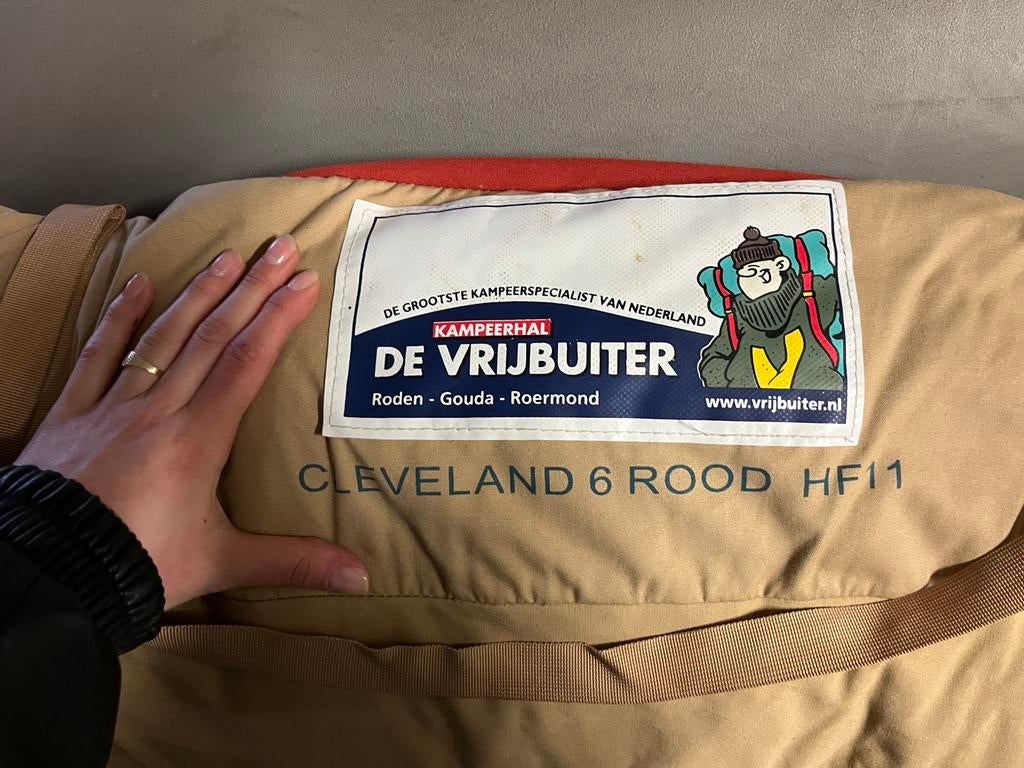 DE GROOTSTE KAMPEERSPECIALIST VAN NEDERLAND
KAMPEERHAL
DE VRIJBUITER
Roden - Gouda - Roermond
www.vrijbuiter.nl
CLEVELAND 6 ROOD HF11